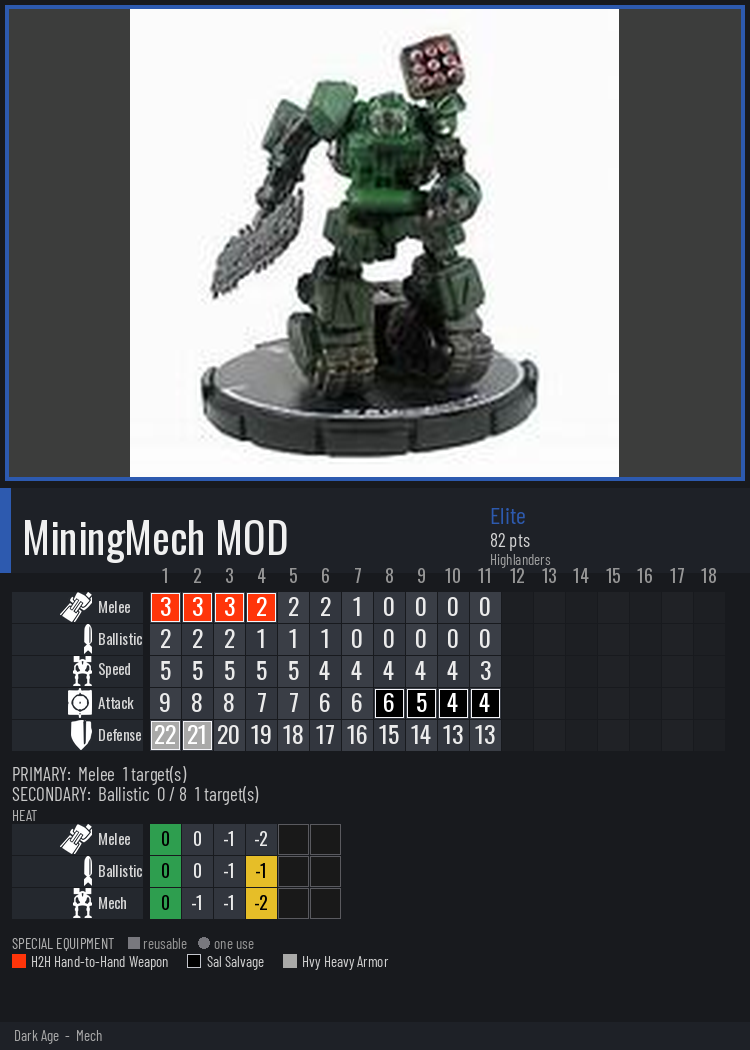 MiningMech MOD
Elite
82 pts
Highlanders
1 2 3 4 5 6 7 8 9 10 11 12 13 14 15 16 17 18
Melee 3 3 3 2 2 2 1 0 0 0 0
Ballistic 2 2 2 1 1 1 0 0 0 0 0
Speed 5 5 5 5 5 4 4 4 4 4 3
Attack 9 8 8 7 7 6 6 6 5 4 4
Defense 22 21 20 19 18 17 16 15 14 13 13
PRIMARY: Melee 1 target(s)
SECONDARY: Ballistic 0 / 8 1 target(s)
HEAT
Melee 0 0 -1 -2
Ballistic 0 0 -1 -1
Mech 0 -1 -1 -2
SPECIAL EQUIPMENT reusable one use
H2H Hand-to-Hand Weapon Sal Salvage Hvy Heavy Armor
Dark Age - Mech